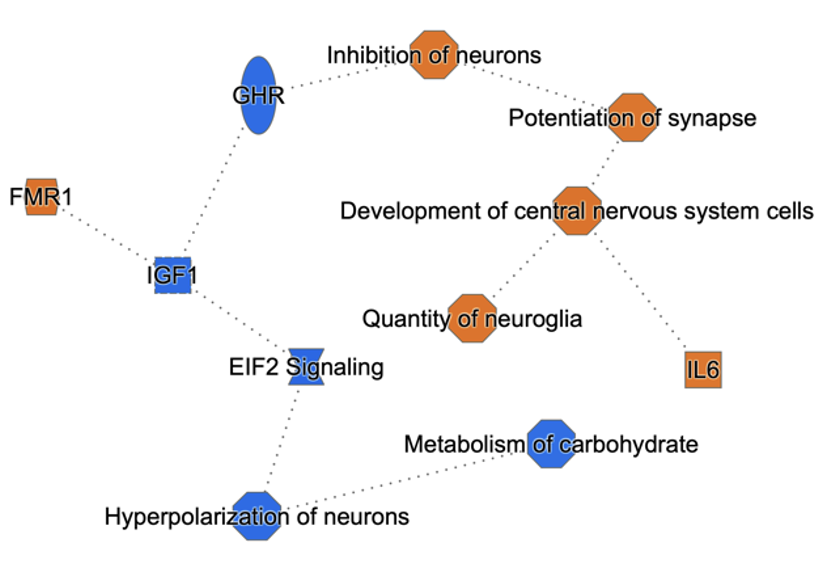 Inhibition of neurons
GHR
Potentiation of synapse
FMR1
Development of central nervous system cells
IGF1
Quantity of neuroglia
EIF2 Signaling
IL6
Metabolism of carbohydrate
Hyperpolarization of neurons